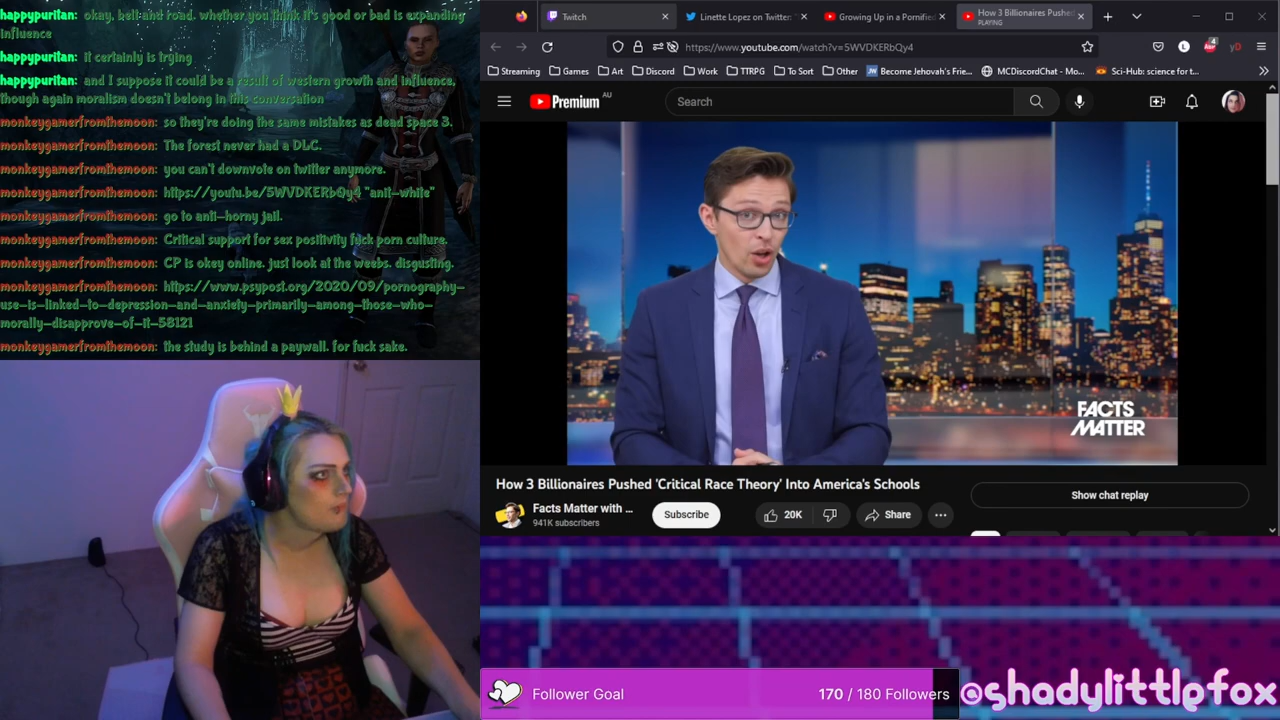 happypuritan: okay, belt and road. whether you think it's good or bad is expanding
influence
happypuritan: it certainly is trying
happypuritan: and I suppose it could be a result of western growth and influence,
though again moralism doesn't belong in this conversation
monkeygamerfromthemoon: so they're doing the same mistakes as dead space 3.
monkeygamerfromthemoon: The forest never had a DLC.
monkeygamerfromthemoon: you can't downvote on twitter anymore.
monkeygamerfromthemoon: https://youtu.be/5WVDKERbQy4 "anti-white"
monkeygamerfromthemoon: go to anti-horny jail.
monkeygamerfromthemoon: Critical support for sex positivity fuck porn culture.
monkeygamerfromthemoon: CP is okey online. just look at the weebs. disgusting.
monkeygamerfromthemoon: https://www.psypost.org/2020/09/pornography-
use-is-linked-to-depression-and-anxiety-primarily-among-those-who-
morally-disapprove-of-it-58121
monkeygamerfromthemoon: the study is behind a paywall. for fuck sake.
Twitch
Linette Lopez on Twitter: "
Growing Up in a Pornified
How 3 Billionaires Pushed
PLAYING
https://www.youtube.com/watch?v=5WVDKERbQy4
Streaming
Games
Art
Discord
Work
TTRPG
To Sort
Other
Become Jehovah's Frie...
MCDiscordChat - Mo...
Sci-Hub: science for t...
Premium AU
Search
FACTS
MATTER
How 3 Billionaires Pushed 'Critical Race Theory' Into America's Schools
Facts Matter with ...
941K subscribers
Subscribe
20K
Share
Show chat replay
Follower Goal
170 / 180 Followers
@shadylittlefox